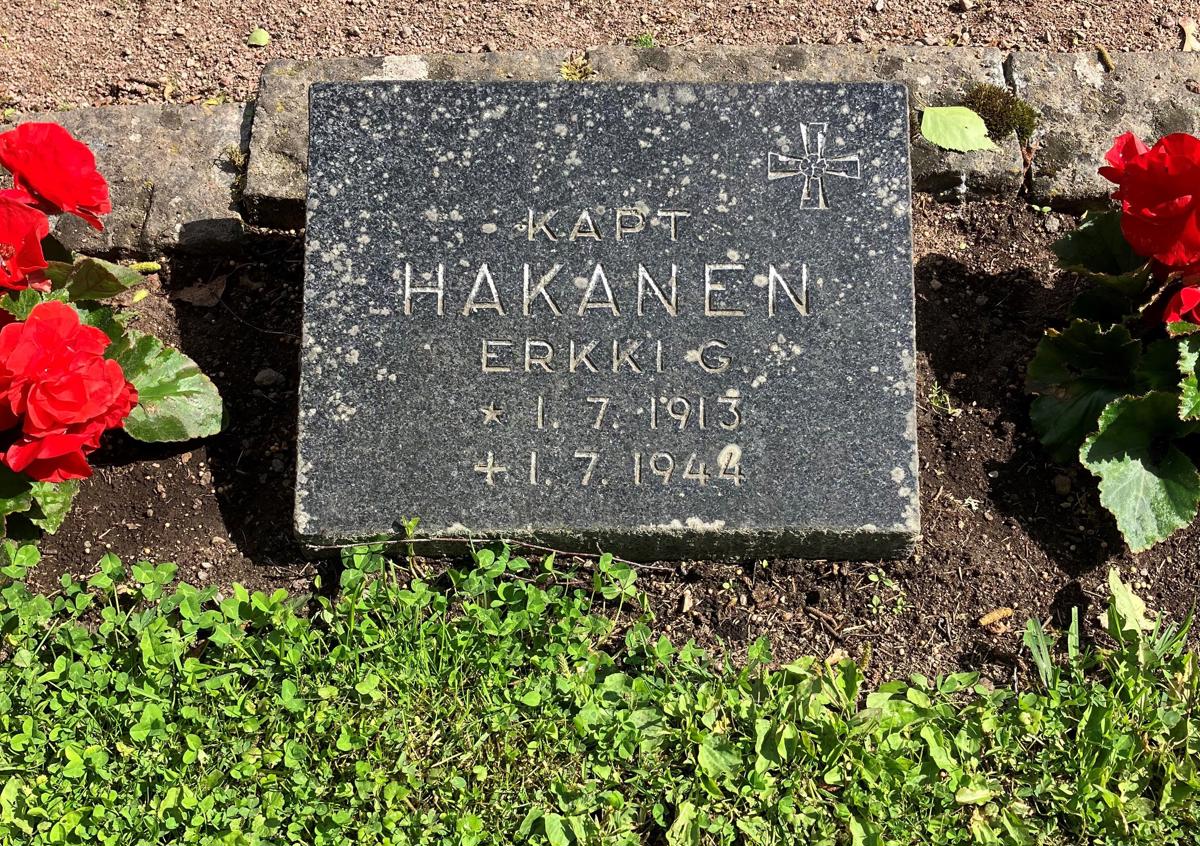 KAPT
HAKANEN
ERKKI G
* 1. 7. 1913
+ 1. 7. 1944